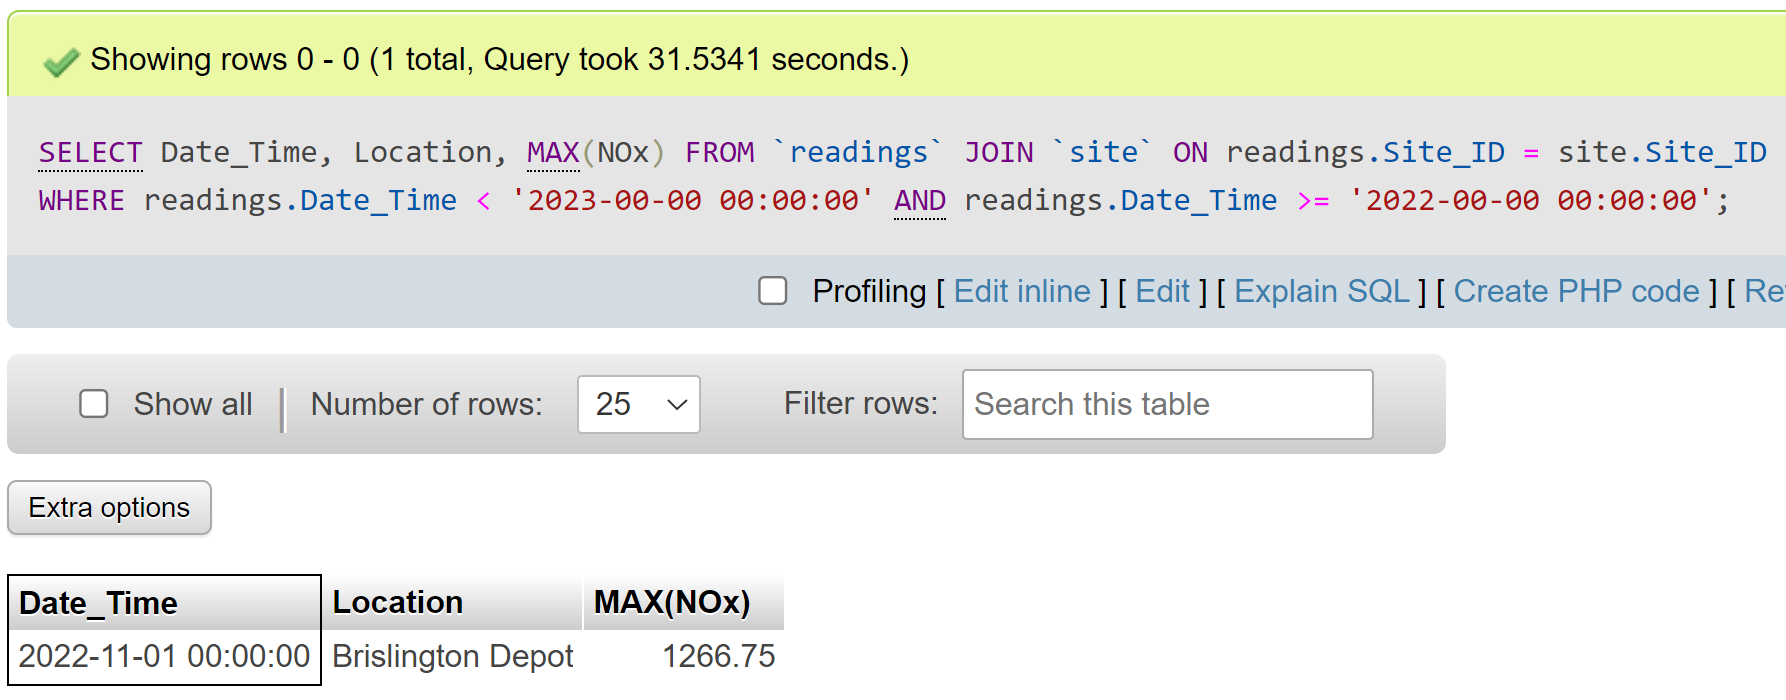 Showing rows 0 - 0 (1 total, Query took 31.5341 seconds.)
SELECT Date_Time, Location, MAX(NOx) FROM `readings` JOIN `site` ON readings.Site_ID = site.Site_ID
WHERE readings.Date_Time < '2023-00-00 00:00:00' AND readings.Date_Time >= '2022-00-00 00:00:00';
Profiling [ Edit inline ] [ Edit ] [ Explain SQL ] [ Create PHP code ] [
Show all | Number of rows: 25 Filter rows: Search this table
Extra options
Date_Time Location MAX(NOx)
2022-11-01 00:00:00 Brislington Depot 1266.75